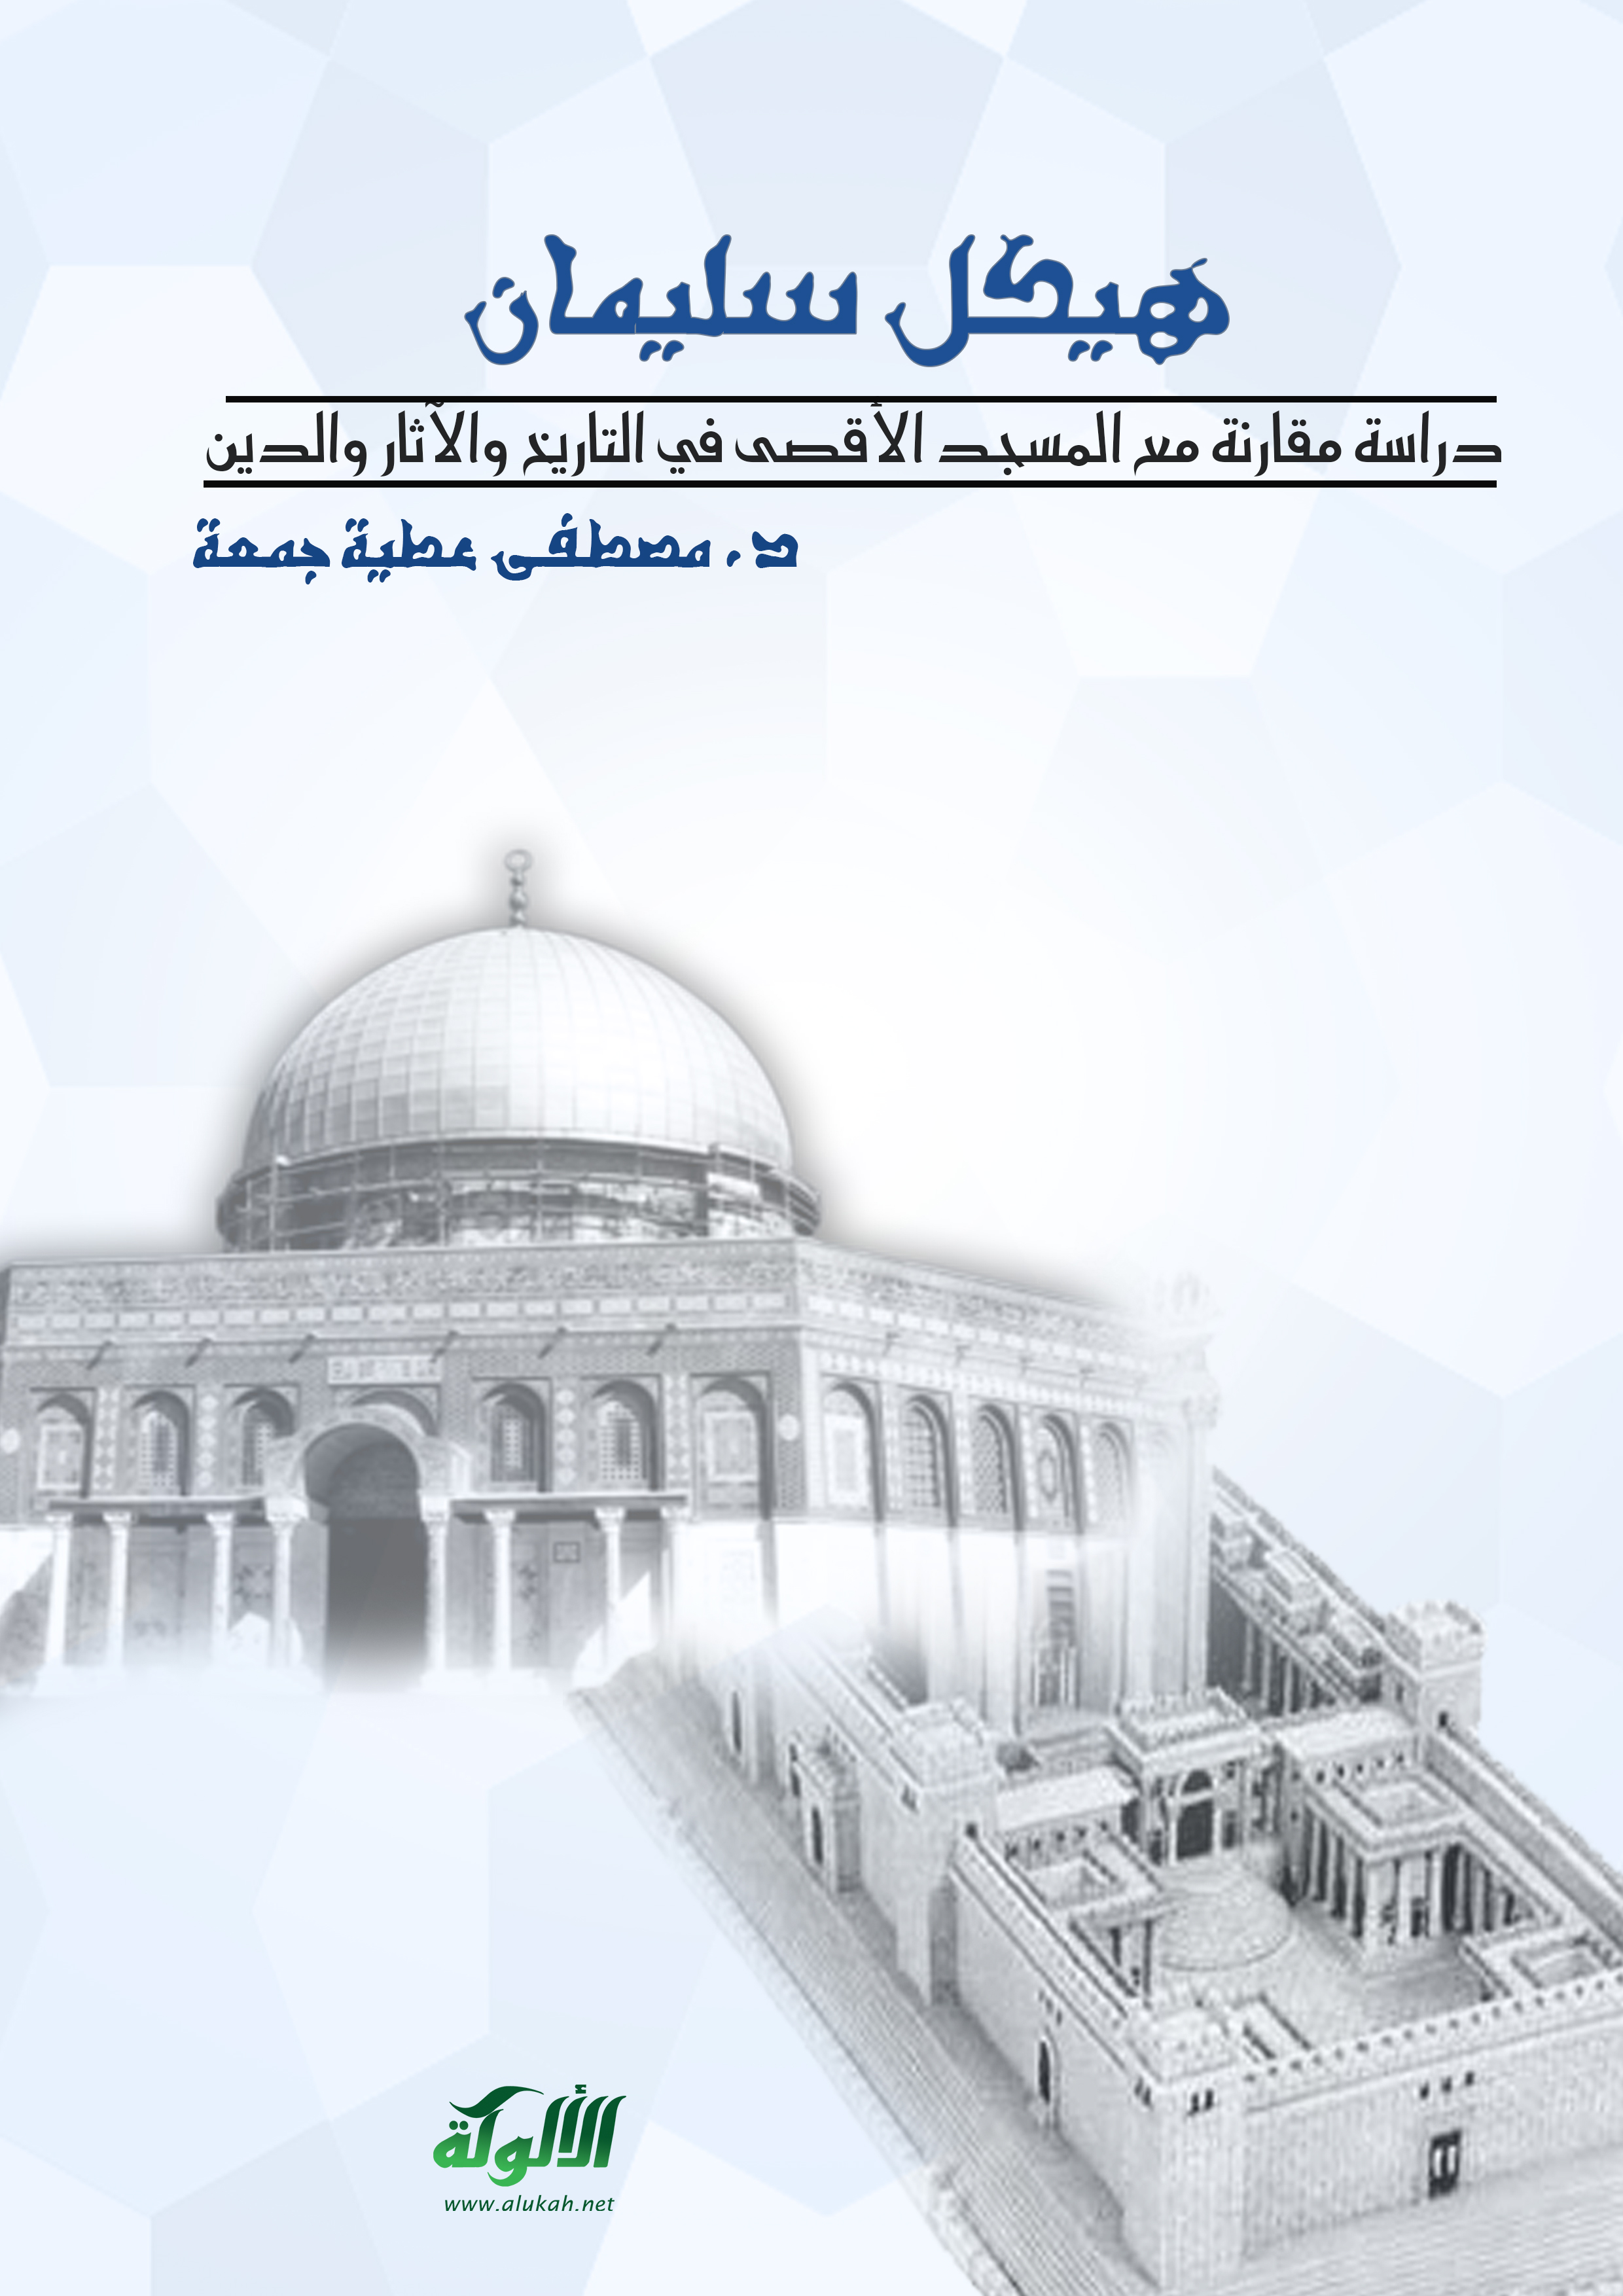 هيكل سليمان
دراسة مقارنة مع المسجد الأقصى في التاريخ والآثار والدين
د. مصطفى عطية جمعة
الألوكة
www.alukah.net